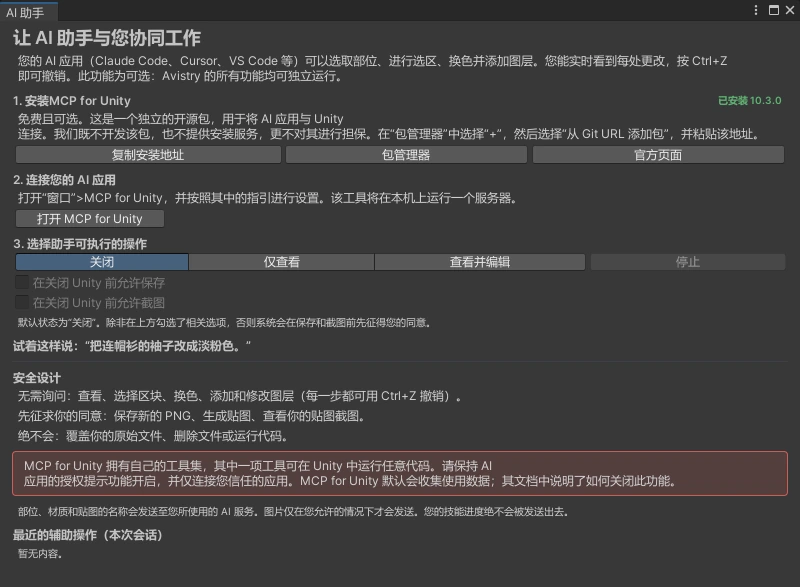 AI 助手
让 AI 助手与您协同工作
您的 AI 应用（Claude Code、Cursor、VS Code 等）可以选取部位、进行选区、换色并添加图层。您能实时看到每处更改，按 Ctrl+Z
即可撤销。此功能为可选：Avistry 的所有功能均可独立运行。
1. 安装MCP for Unity
已安装 10.3.0
免费且可选。这是一个独立的开源包，用于将 AI 应用与 Unity
连接。我们既不开发该包，也不提供安装服务，更不对其进行担保。在“包管理器”中选择“+”，然后选择“从 Git URL 添加包”，并粘贴该地址。
复制安装地址
包管理器
官方页面
2. 连接您的 AI 应用
打开“窗口”>MCP for Unity，并按照其中的指引进行设置。该工具将在本机上运行一个服务器。
打开 MCP for Unity
3. 选择助手可执行的操作
关闭
仅查看
查看并编辑
停止
在关闭 Unity 前允许保存
在关闭 Unity 前允许截图
默认状态为“关闭”。除非在上方勾选了相关选项，否则系统会在保存和截图前先征得您的同意。
试着这样说：“把连帽衫的袖子改成淡粉色。”
安全设计
无需询问：查看、选择区块、换色、添加和修改图层（每一步都可用 Ctrl+Z 撤销）。
先征求你的同意：保存新的 PNG、生成贴图、查看你的贴图截图。
绝不会：覆盖你的原始文件、删除文件或运行代码。
MCP for Unity 拥有自己的工具集，其中一项工具可在 Unity 中运行任意代码。请保持 AI
应用的授权提示功能开启，并仅连接您信任的应用。MCP for Unity 默认会收集使用数据；其文档中说明了如何关闭此功能。
部位、材质和贴图的名称会发送至您所使用的 AI 服务。图片仅在您允许的情况下才会发送。您的技能进度绝不会被发送出去。
最近的辅助操作（本次会话）
暂无内容。